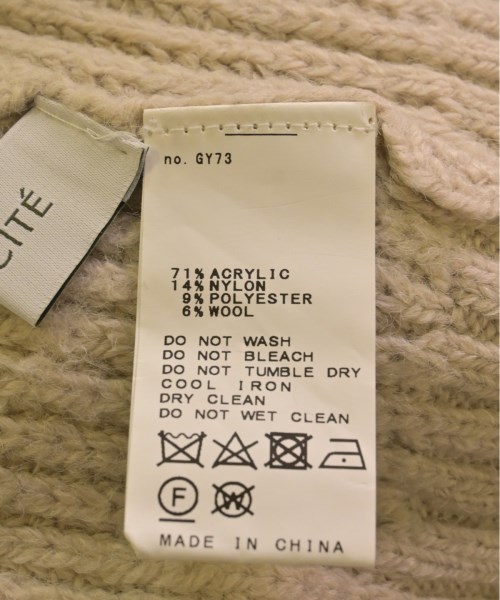 no. GY73
71% ACRYLIC
14% NYLON
9% POLYESTER
6% WOOL
DO NOT WASH
DO NOT BLEACH
DO NOT TUMBLE DRY
COOL IRON
DRY CLEAN
DO NOT WET CLEAN
F W
MADE IN CHINA